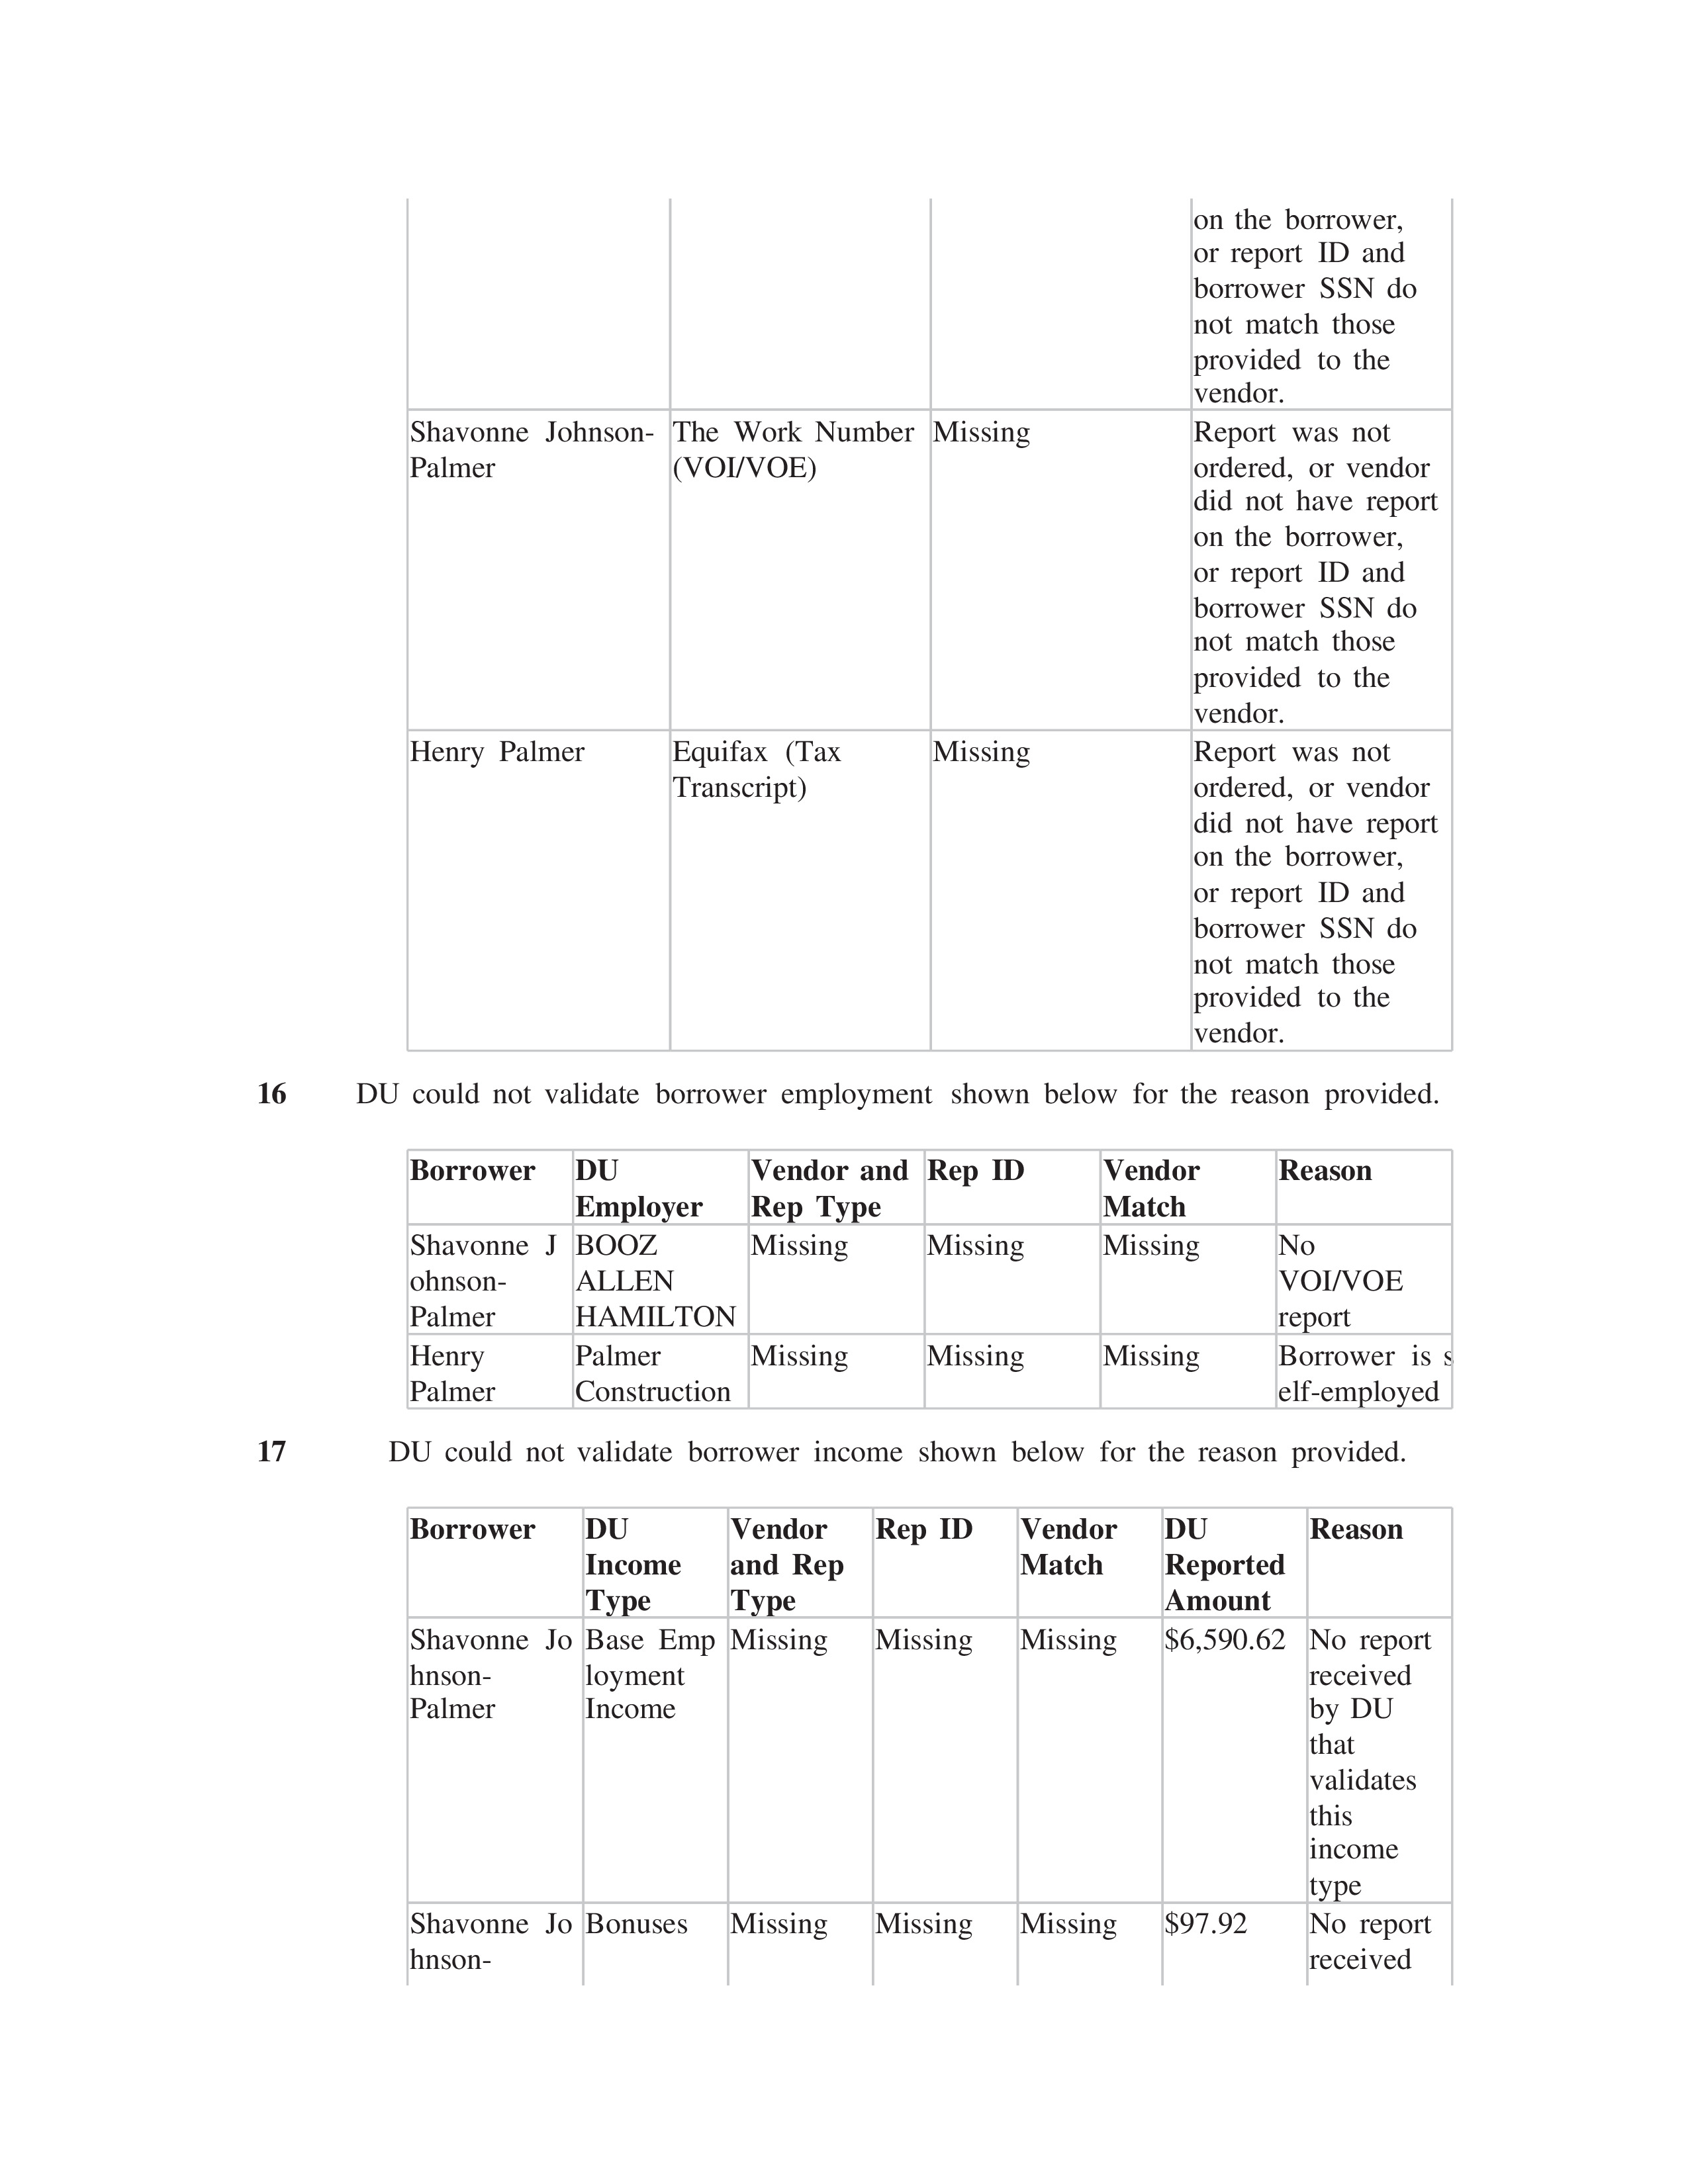 on the borrower,
or report ID and
borrower SSN do
not match those
provided to the
vendor.
Shavonne Johnson- The Work Number Missing Report was not
Palmer (VOI/VOE) ordered, or vendor
did not have report
on the borrower,
or report ID and
borrower SSN do
not match those
provided to the
vendor.
Henry Palmer Equifax (Tax Missing Report was not
Transcript) ordered, or vendor
did not have report
on the borrower,
or report ID and
borrower SSN do
not match those
provided to the
vendor.
16 DU could not validate borrower employment shown below for the reason provided.
Borrower DU Vendor and Rep ID Vendor Reason
Employer Rep Type Match
Shavonne J BOOZ Missing Missing Missing No
ohnson- ALLEN VOI/VOE
Palmer HAMILTON report
Henry Palmer Missing Missing Missing Borrower is s
Palmer Construction elf-employed
17 DU could not validate borrower income shown below for the reason provided.
Borrower DU Vendor Rep ID Vendor DU Reason
Income and Rep Match Reported
Type Type Amount
Shavonne Jo Base Emp Missing Missing Missing $6,590.62 No report
hnson- loyment received
Palmer Income by DU
that
validates
this
income
type
Shavonne Jo Bonuses Missing Missing Missing $97.92 No report
hnson- received